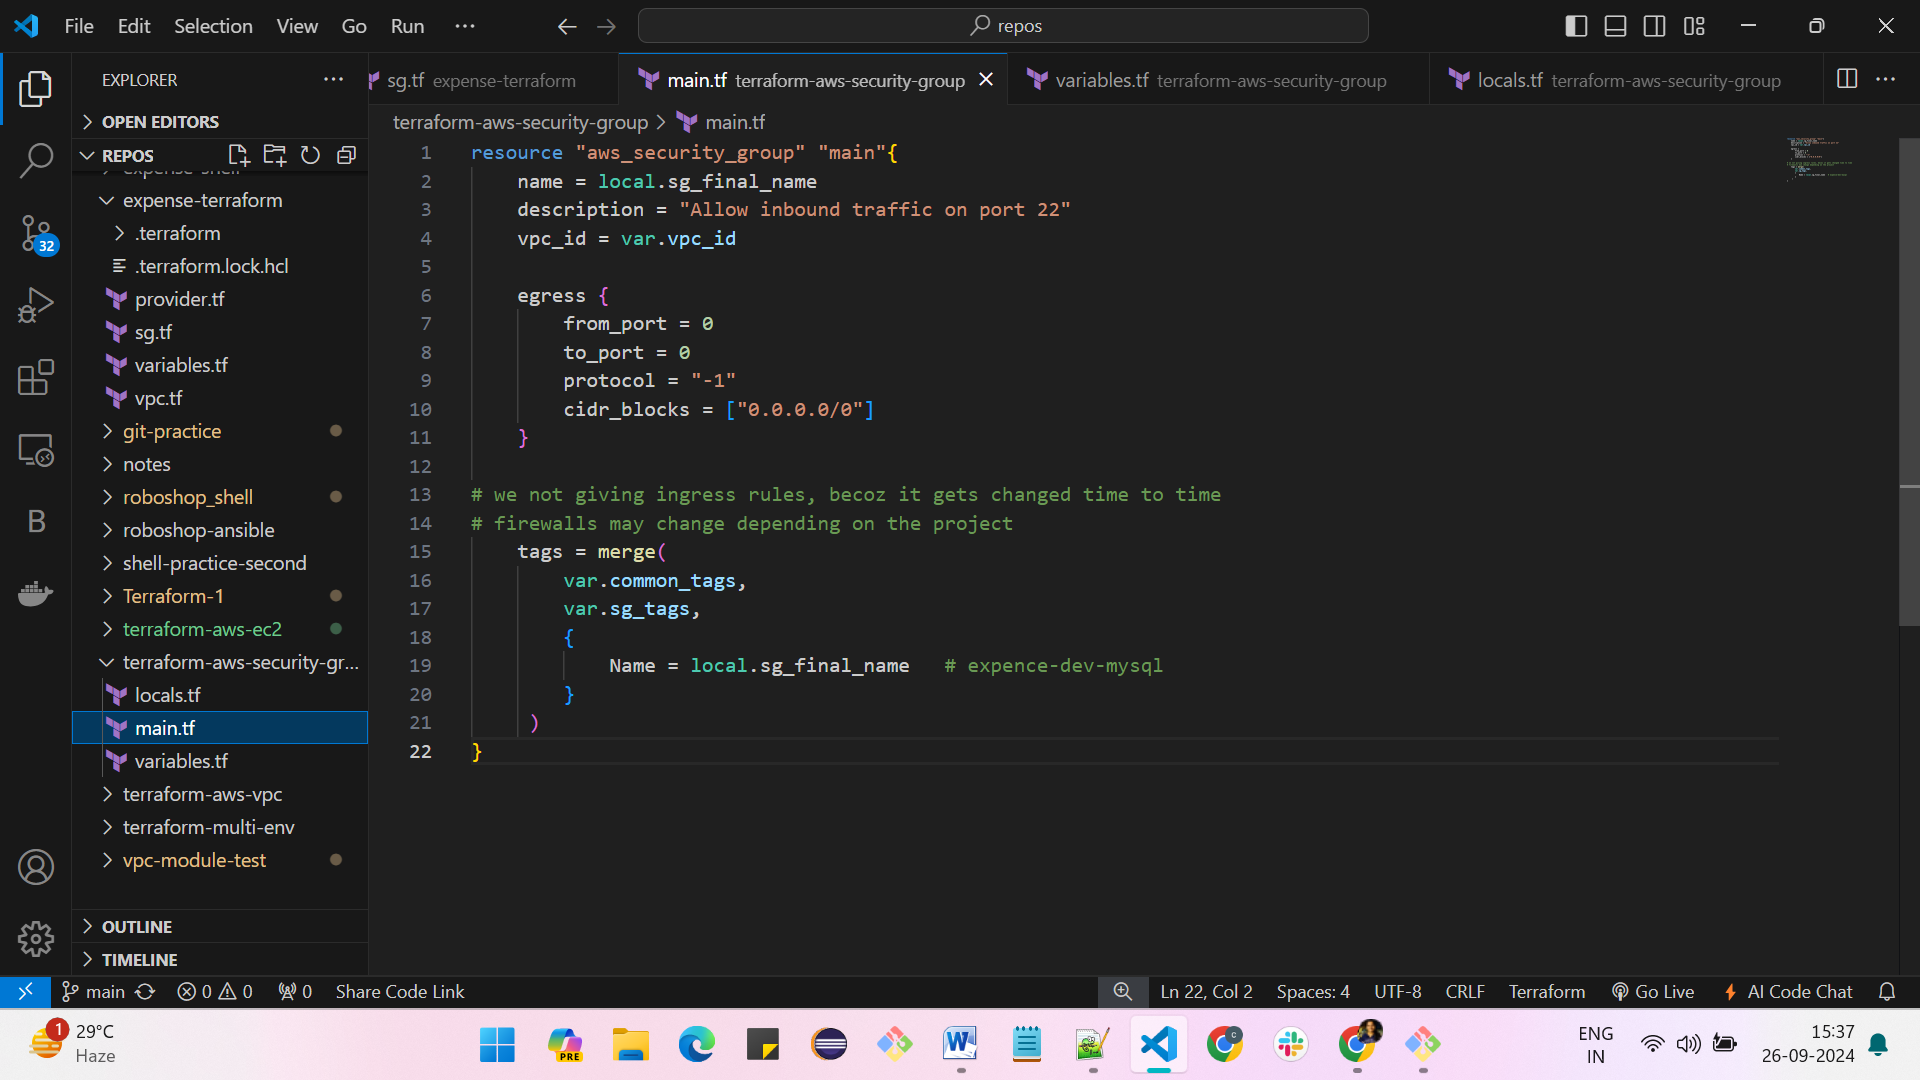 File Edit Selection View Go Run ··· repos
EXPLORER ···
OPEN EDITORS
REPOS
expense-shell
expense-terraform
.terraform
.terraform.lock.hcl
provider.tf
sg.tf
variables.tf
vpc.tf
git-practice
notes
roboshop_shell
roboshop-ansible
shell-practice-second
Terraform-1
terraform-aws-ec2
terraform-aws-security-gr...
locals.tf
main.tf
variables.tf
terraform-aws-vpc
terraform-multi-env
vpc-module-test
OUTLINE
TIMELINE
32
B
sg.tf expense-terraform main.tf terraform-aws-security-group variables.tf terraform-aws-security-group locals.tf terraform-aws-security-group ···
terraform-aws-security-group > main.tf
1 resource "aws_security_group" "main"{
2 name = local.sg_final_name
3 description = "Allow inbound traffic on port 22"
4 vpc_id = var.vpc_id
5
6 egress {
7 from_port = 0
8 to_port = 0
9 protocol = "-1"
10 cidr_blocks = ["0.0.0.0/0"]
11 }
12
13 # we not giving ingress rules, becoz it gets changed time to time
14 # firewalls may change depending on the project
15 tags = merge(
16 var.common_tags,
17 var.sg_tags,
18 {
19 Name = local.sg_final_name # expence-dev-mysql
20 }
21 )
22 }
main 0 0 0 Share Code Link Ln 22, Col 2 Spaces: 4 UTF-8 CRLF Terraform Go Live AI Code Chat
1 29°C
Haze
PRE
W
C
ENG
IN
15:37
26-09-2024